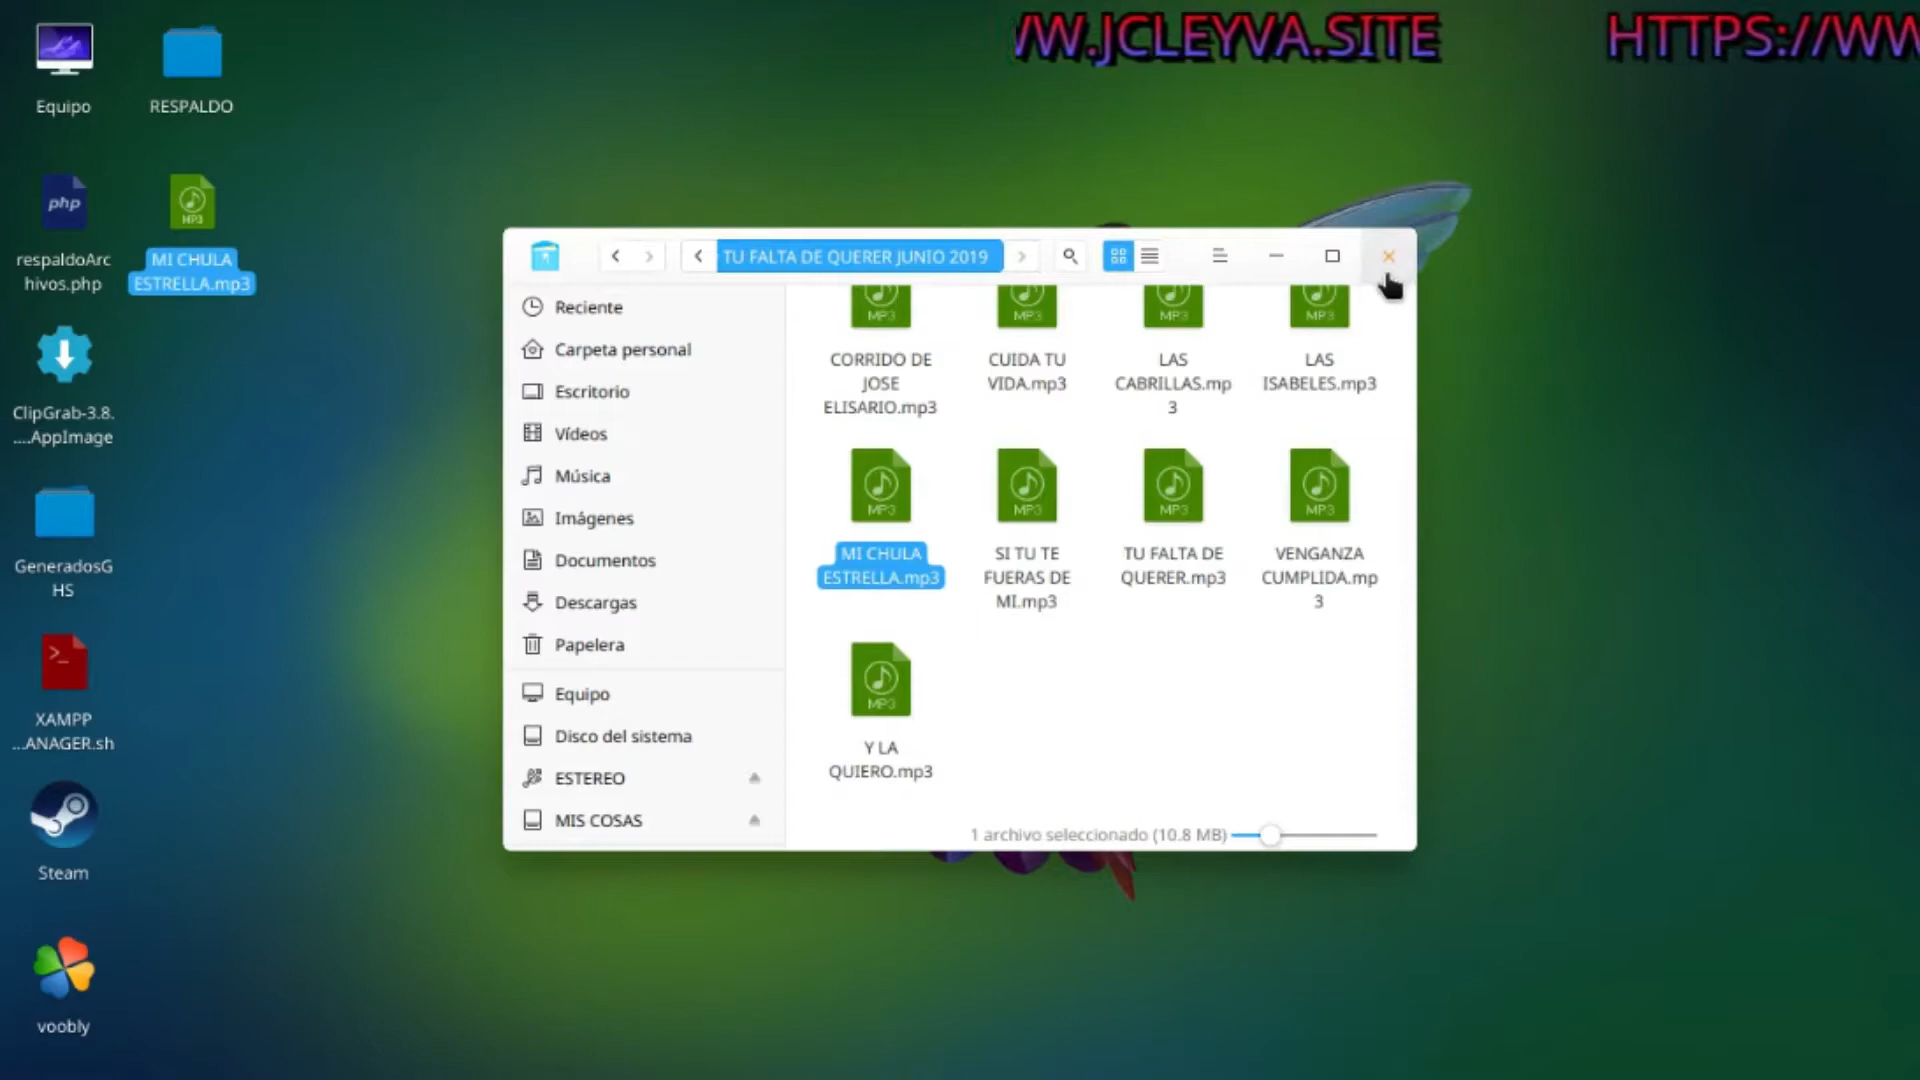 W.JCLEYVA.SITE
HTTPS://WW
Equipo
RESPALDO
php
MP3
respaldoArc
hivos.php
MI CHULA
ESTRELLA.mp3
ClipGrab-3.8.
....AppImage
GeneradosG
HS
>_
XAMPP
...ANAGER.sh
Steam
voobly
TU FALTA DE QUERER JUNIO 2019
Reciente
Carpeta personal
Escritorio
Vídeos
Música
Imágenes
Documentos
Descargas
Papelera
Equipo
Disco del sistema
ESTEREO
MIS COSAS
MP3
MP3
MP3
MP3
CORRIDO DE
JOSE
ELISARIO.mp3
CUIDA TU
VIDA.mp3
LAS
CABRILLAS.mp
3
LAS
ISABELES.mp3
MP3
MP3
MP3
MP3
MI CHULA
ESTRELLA.mp3
SI TU TE
FUERAS DE
MI.mp3
TU FALTA DE
QUERER.mp3
VENGANZA
CUMPLIDA.mp
3
MP3
Y LA
QUIERO.mp3
1 archivo seleccionado (10.8 MB)